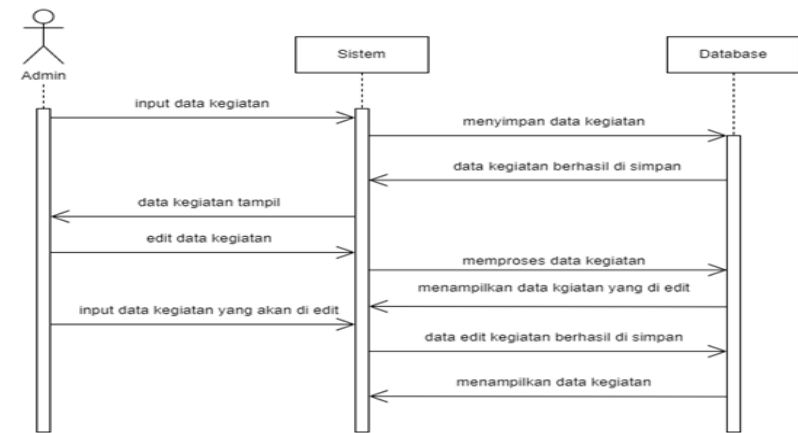 Admin
Sistem
Database
input data kegiatan
menyimpan data kegiatan
data kegiatan berhasil di simpan
data kegiatan tampil
edit data kegiatan
memproses data kegiatan
menampilkan data kgiatan yang di edit
input data kegiatan yang akan di edit
data edit kegiatan berhasil di simpan
menampilkan data kegiatan